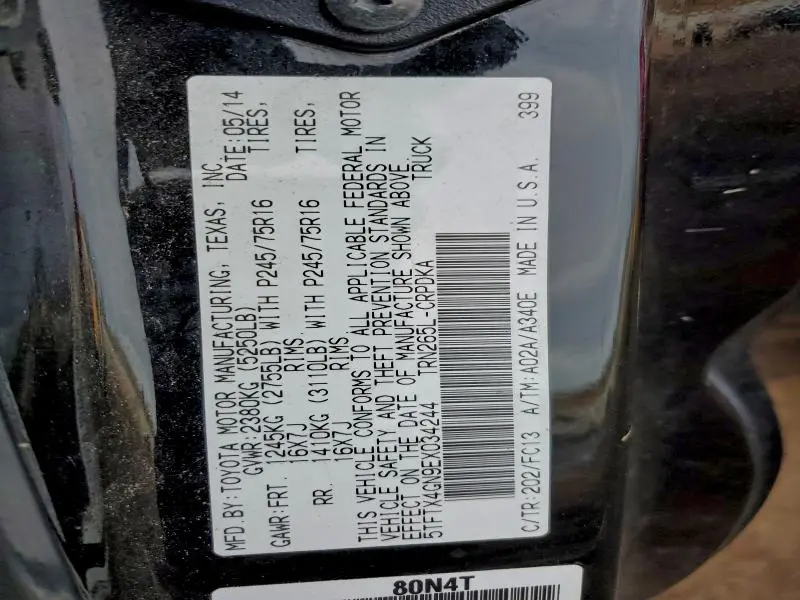 MFD.BY:TOYOTA MOTOR MANUFACTURING, TEXAS, INC.
GVWR:2380KG (5250LB) DATE:05/14
GAWR:FRT. 1245KG (2755LB) WITH P245/75R16 TIRES,
16X7J RIMS
RR. 1410KG (3110LB) WITH P245/75R16 TIRES,
16X7J RIMS
THIS VEHICLE CONFORMS TO ALL APPLICABLE FEDERAL MOTOR
VEHICLE SAFETY AND THEFT PREVENTION STANDARDS IN
EFFECT ON THE DATE OF MANUFACTURE SHOWN ABOVE.
5TFTX4GN9EX034244 TRN265L-CRPDKA TRUCK
C/TR:202/FC13 A/TM:A02A/A340E MADE IN U.S.A. 399
80N4T